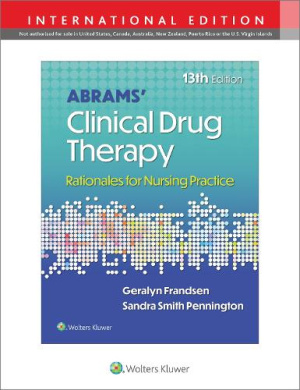 INTERNATIONAL EDITION
Not authorised for sale in United States, Canada, Australia, New Zealand, Puerto Rico or the U.S. Virgin Islands
13th Edition
ABRAMS'
Clinical Drug
Therapy
Rationales for Nursing Practice
Geralyn Frandsen
Sandra Smith Pennington
Wolters Kluwer
Wolters Kluwer